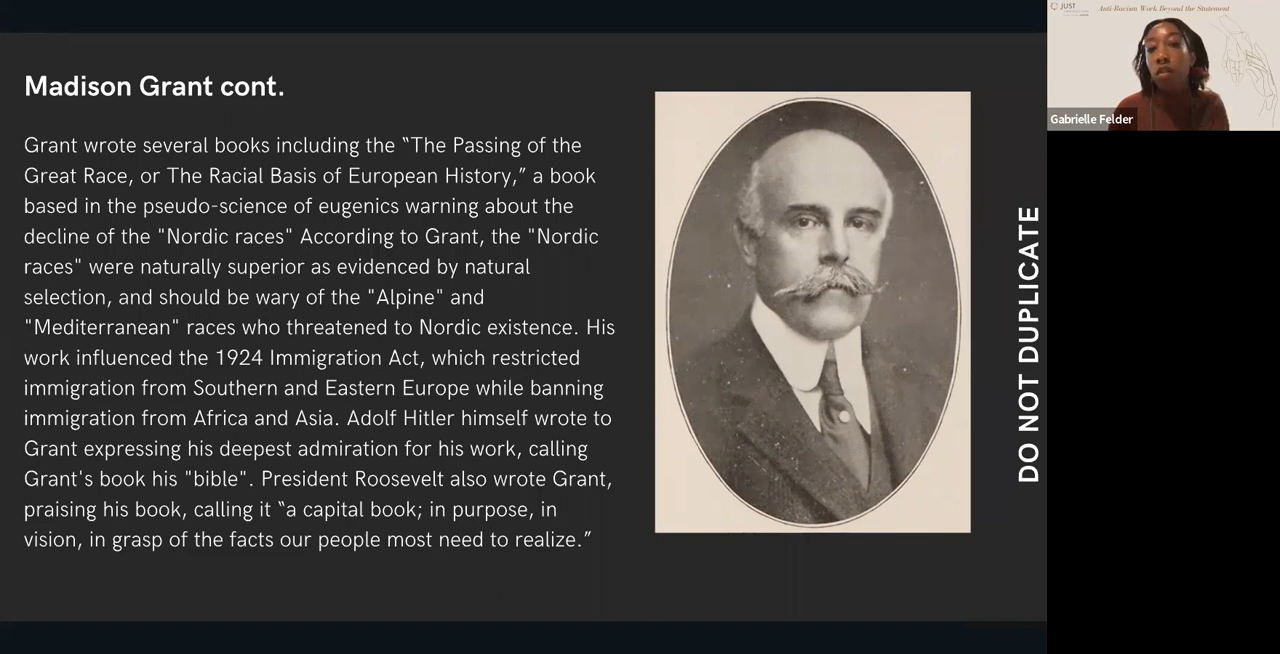 Madison Grant cont.
Grant wrote several books including the “The Passing of the
Great Race, or The Racial Basis of European History,” a book
based in the pseudo-science of eugenics warning about the
decline of the "Nordic races" According to Grant, the "Nordic
races" were naturally superior as evidenced by natural
selection, and should be wary of the "Alpine" and
"Mediterranean" races who threatened to Nordic existence. His
work influenced the 1924 Immigration Act, which restricted
immigration from Southern and Eastern Europe while banning
immigration from Africa and Asia. Adolf Hitler himself wrote to
Grant expressing his deepest admiration for his work, calling
Grant's book his "bible". President Roosevelt also wrote Grant,
praising his book, calling it “a capital book; in purpose, in
vision, in grasp of the facts our people most need to realize.”
DO NOT DUPLICATE
JUST
Anti-Racism Work Beyond the Statement
Gabrielle Felder